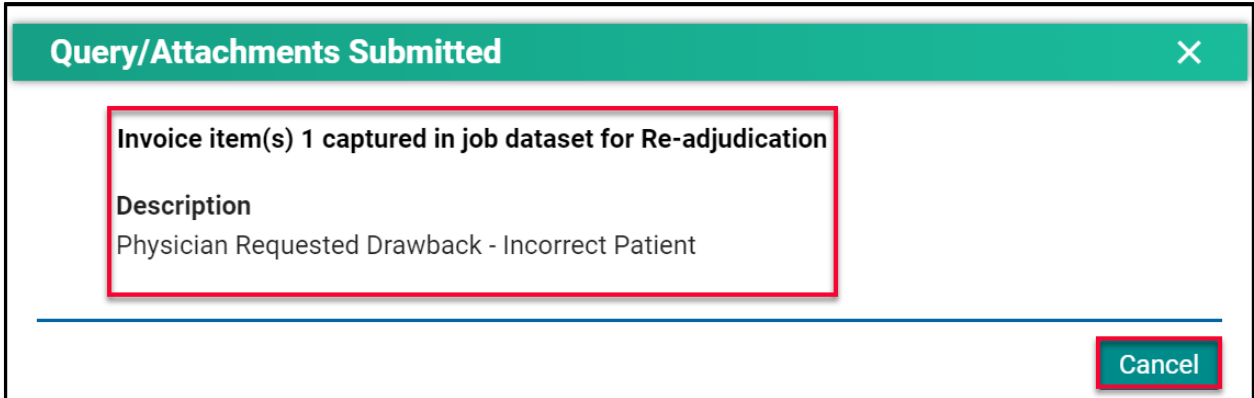 Query/Attachments Submitted
Invoice item(s) 1 captured in job dataset for Re-adjudication
Description
Physician Requested Drawback - Incorrect Patient
Cancel